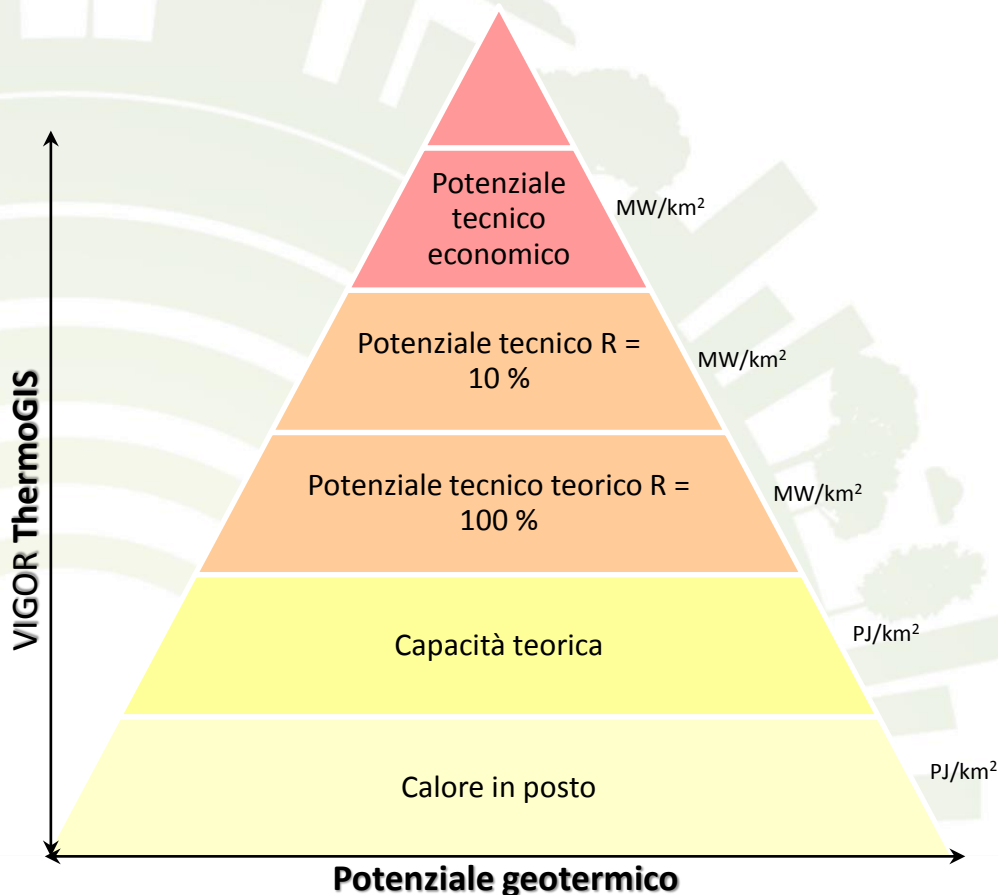 Potenziale
tecnico
economico
MW/km²
Potenziale tecnico R =
10 %
MW/km²
Potenziale tecnico teorico R =
100 %
MW/km²
Capacità teorica
PJ/km²
Calore in posto
PJ/km²
VIGOR ThermoGIS
Potenziale geotermico